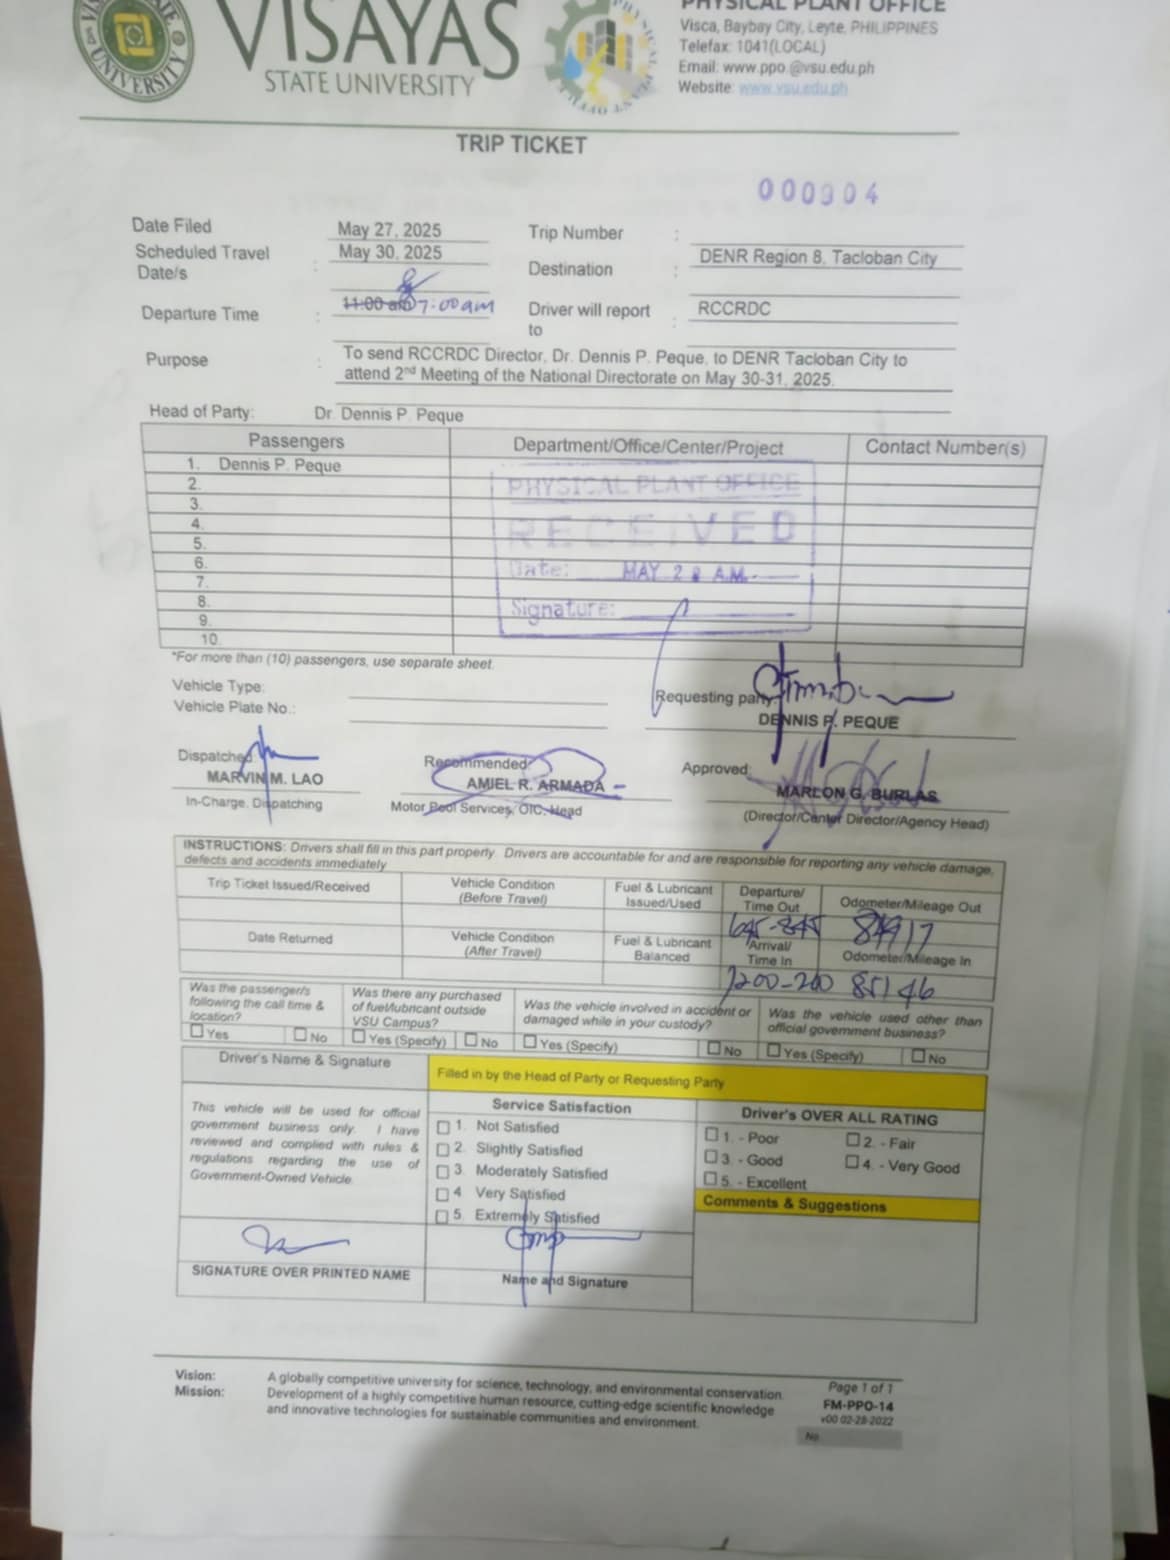 VISAYAS
STATE UNIVERSITY
UNIVERSITY
PHYSICAL PLANT OFFICE
Visca, Baybay City, Leyte, PHILIPPINES
Telefax: 1041(LOCAL)
Email: www.ppo.@vsu.edu.ph
Website: www.vsu.edu.ph
TRIP TICKET
000904
Date Filed May 27, 2025 Trip Number :
Scheduled Travel Date/s : May 30, 2025 Destination : DENR Region 8, Tacloban City
Departure Time : 11:00 am 7:00am Driver will report to : RCCRDC
Purpose : To send RCCRDC Director, Dr. Dennis P. Peque, to DENR Tacloban City to
attend 2nd Meeting of the National Directorate on May 30-31, 2025.
Head of Party: Dr. Dennis P. Peque
Passengers Department/Office/Center/Project Contact Number(s)
1. Dennis P. Peque
2.
3.
4.
5.
6.
7.
8.
9.
10.
PHYSICAL PLANT OFFICE
RECEIVED
Date: MAY 28 A.M.
Signature:
*For more than (10) passengers, use separate sheet.
Vehicle Type:
Vehicle Plate No.:
Requesting party:
DENNIS P. PEQUE
Dispatched Recommended: Approved:
MARVIN M. LAO AMIEL R. ARMADA MARLON G. BURLAS
In-Charge, Dispatching Motor Pool Services, OIC, Head (Director/Center Director/Agency Head)
INSTRUCTIONS: Drivers shall fill in this part properly. Drivers are accountable for and are responsible for reporting any vehicle damage,
defects and accidents immediately
Trip Ticket Issued/Received Vehicle Condition (Before Travel) Fuel & Lubricant Issued/Used Departure/ Time Out Odometer/Mileage Out
645-845 84917
Date Returned Vehicle Condition (After Travel) Fuel & Lubricant Balanced Arrival/ Time In Odometer/Mileage In
1200-200 85146
Was the passenger/s following the call time & location? Was there any purchased of fuel/lubricant outside VSU Campus? Was the vehicle involved in accident or damaged while in your custody? Was the vehicle used other than official government business?
Yes No Yes (Specify) No Yes (Specify) No Yes (Specify) No
Driver's Name & Signature Filled in by the Head of Party or Requesting Party
This vehicle will be used for official
government business only. I have
reviewed and complied with rules &
regulations regarding the use of
Government-Owned Vehicle.
Service Satisfaction
1. Not Satisfied
2. Slightly Satisfied
3. Moderately Satisfied
4. Very Satisfied
5. Extremely Satisfied
Driver's OVER ALL RATING
1. - Poor 2. - Fair
3. - Good 4. - Very Good
5. - Excellent
Comments & Suggestions
SIGNATURE OVER PRINTED NAME Name and Signature
Vision: A globally competitive university for science, technology, and environmental conservation.
Mission: Development of a highly competitive human resource, cutting-edge scientific knowledge
and innovative technologies for sustainable communities and environment.
Page 1 of 1
FM-PPO-14
v00 02-28-2022
No.